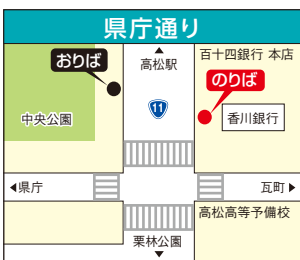 県庁通り
おりば
▲
高松駅
百十四銀行 本店
のりば
11
中央公園
香川銀行
◀県庁
瓦町▶
高松高等予備校
栗林公園
▼